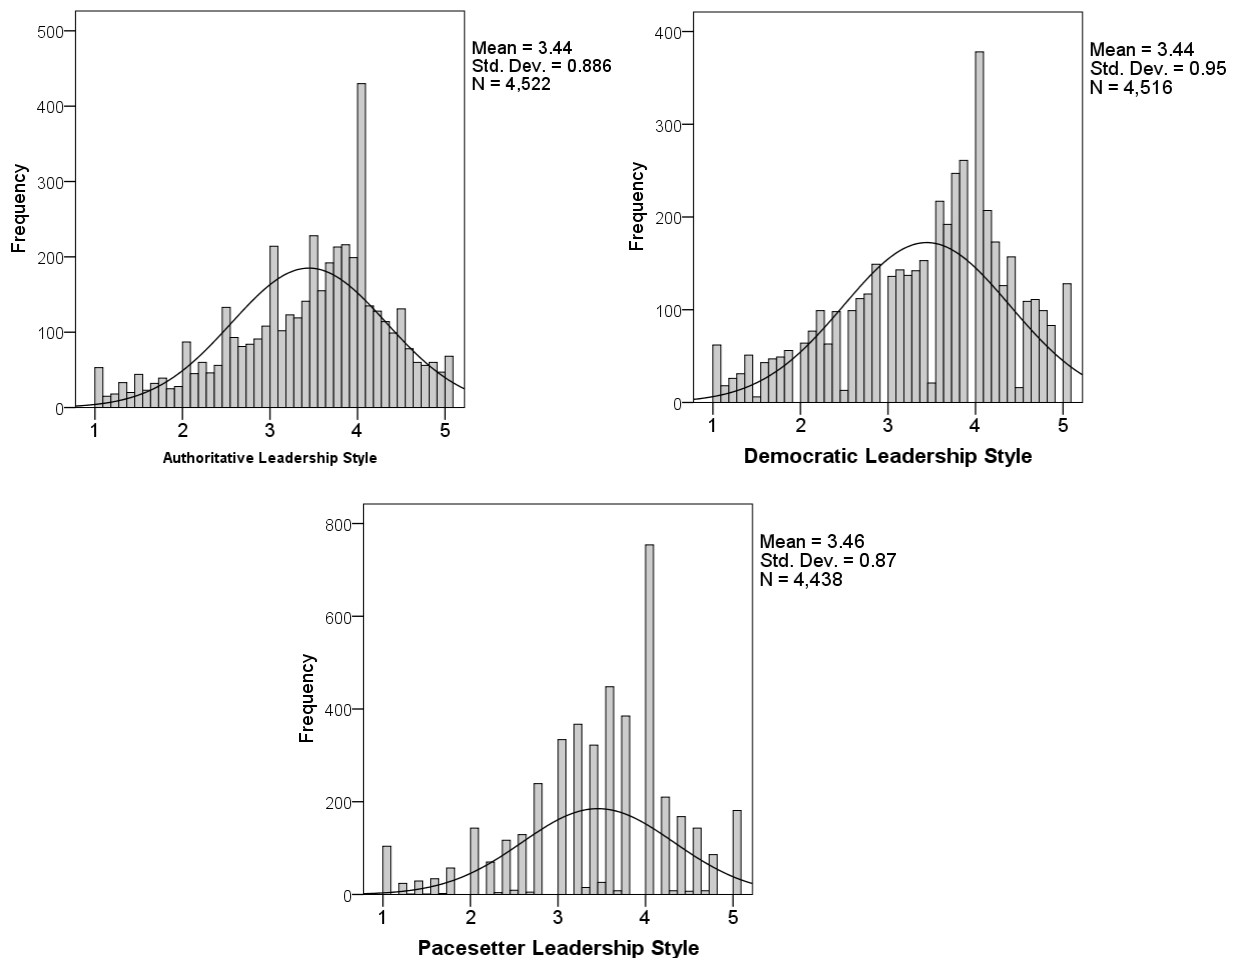 500
400
300
200
100
0
Frequency
1 2 3 4 5
Authoritative Leadership Style
Mean = 3.44
Std. Dev. = 0.886
N = 4,522
400
300
200
100
0
Frequency
1 2 3 4 5
Democratic Leadership Style
Mean = 3.44
Std. Dev. = 0.95
N = 4,516
800
600
400
200
0
Frequency
1 2 3 4 5
Pacesetter Leadership Style
Mean = 3.46
Std. Dev. = 0.87
N = 4,438